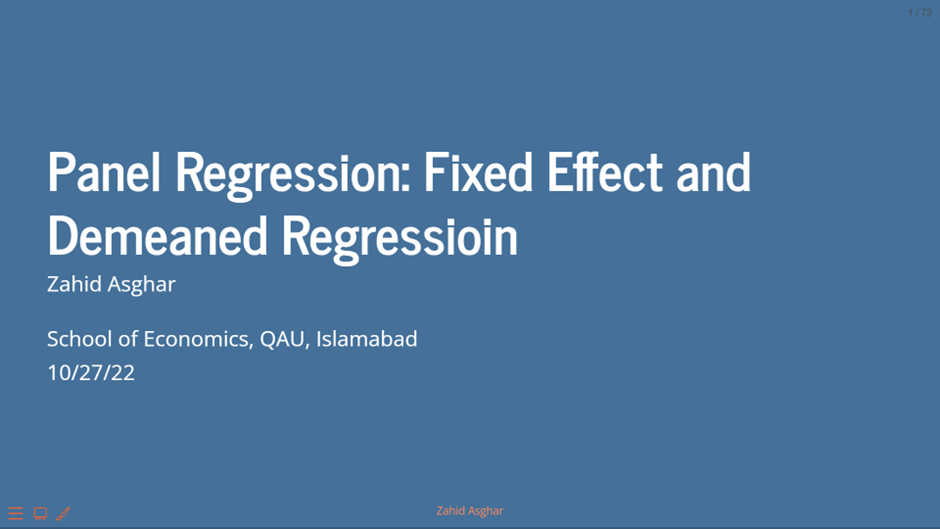 1 / 72
Panel Regression: Fixed Effect and
Demeaned Regressioin
Zahid Asghar
School of Economics, QAU, Islamabad
10/27/22
Zahid Asghar